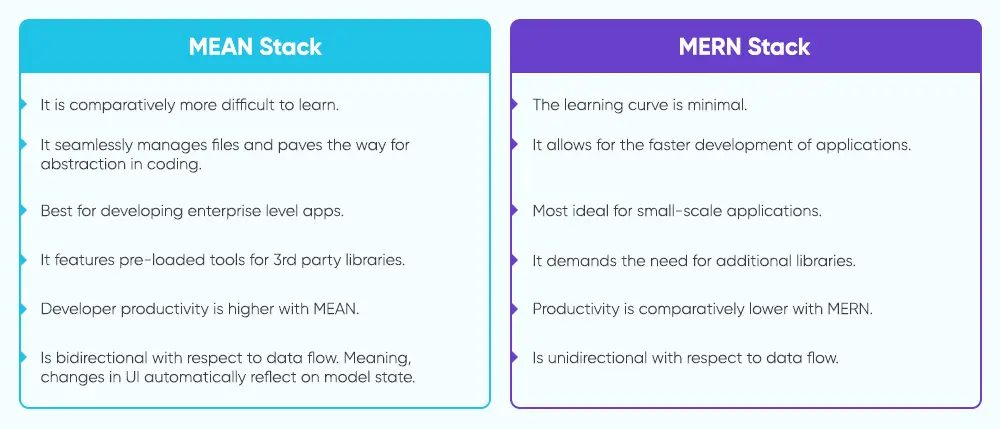 MEAN Stack
It is comparatively more difficult to learn.
It seamlessly manages files and paves the way for
abstraction in coding.
Best for developing enterprise level apps.
It features pre-loaded tools for 3rd party libraries.
Developer productivity is higher with MEAN.
Is bidirectional with respect to data flow. Meaning,
changes in UI automatically reflect on model state.
MERN Stack
The learning curve is minimal.
It allows for the faster development of applications.
Most ideal for small-scale applications.
It demands the need for additional libraries.
Productivity is comparatively lower with MERN.
Is unidirectional with respect to data flow.